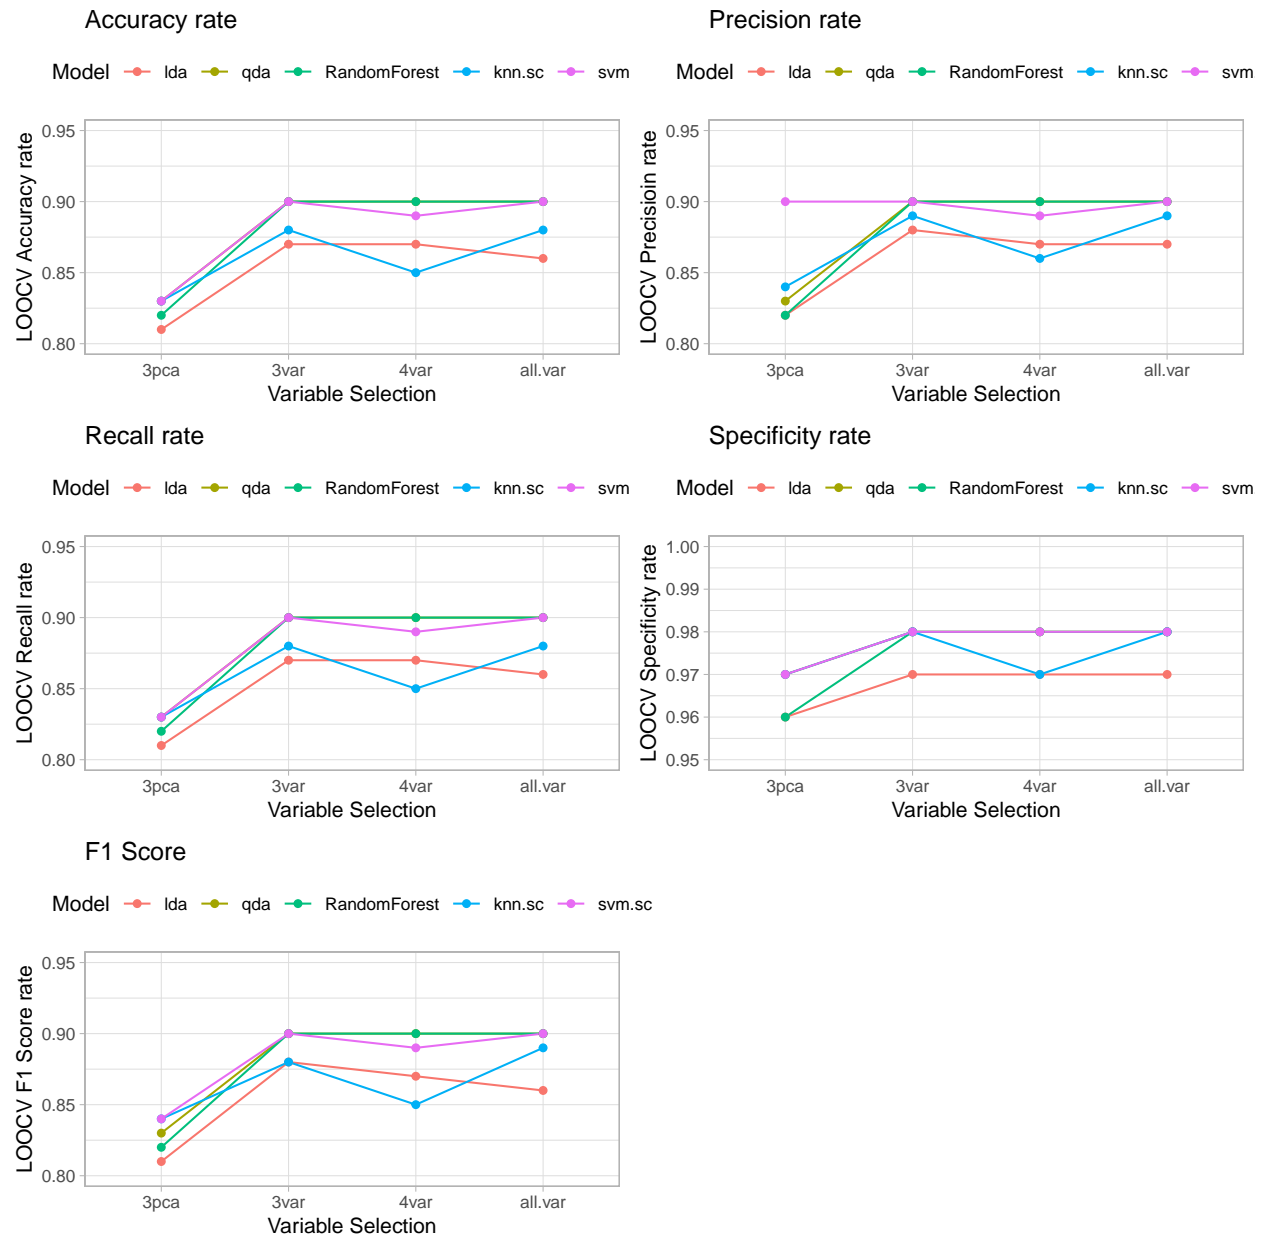 Accuracy rate
Model lda qda RandomForest knn.sc svm
LOOCV Accuracy rate
0.95
0.90
0.85
0.80
3pca 3var 4var all.var
Variable Selection
Precision rate
Model lda qda RandomForest knn.sc svm
LOOCV Precisioin rate
0.95
0.90
0.85
0.80
3pca 3var 4var all.var
Variable Selection
Recall rate
Model lda qda RandomForest knn.sc svm
LOOCV Recall rate
0.95
0.90
0.85
0.80
3pca 3var 4var all.var
Variable Selection
Specificity rate
Model lda qda RandomForest knn.sc svm
LOOCV Specificity rate
1.00
0.99
0.98
0.97
0.96
0.95
3pca 3var 4var all.var
Variable Selection
F1 Score
Model lda qda RandomForest knn.sc svm.sc
LOOCV F1 Score rate
0.95
0.90
0.85
0.80
3pca 3var 4var all.var
Variable Selection